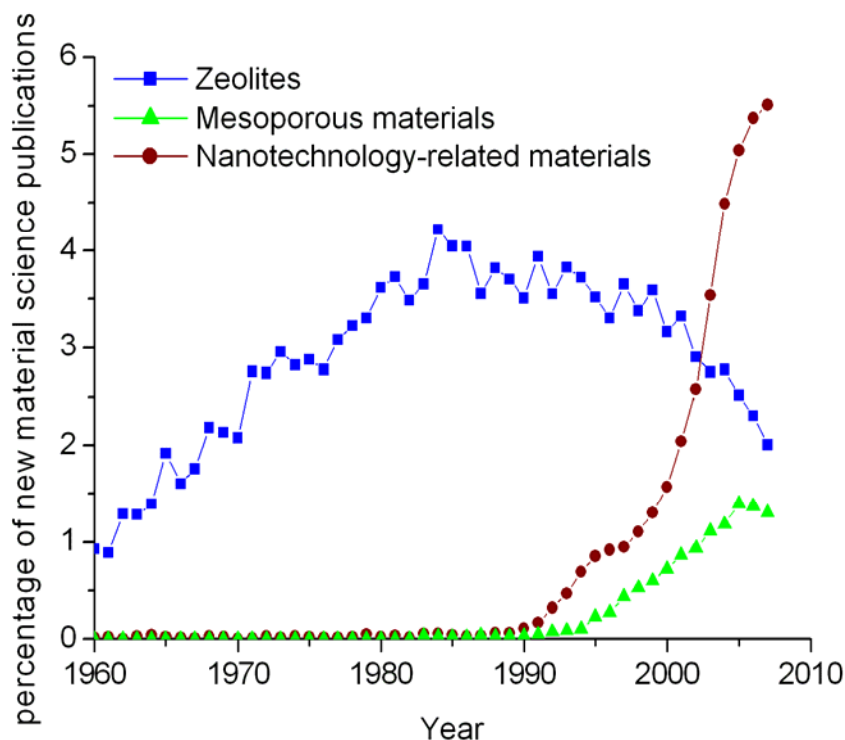 percentage of new material science publications
6
5
4
3
2
1
0
Zeolites
Mesoporous materials
Nanotechnology-related materials
1960 1970 1980 1990 2000 2010
Year